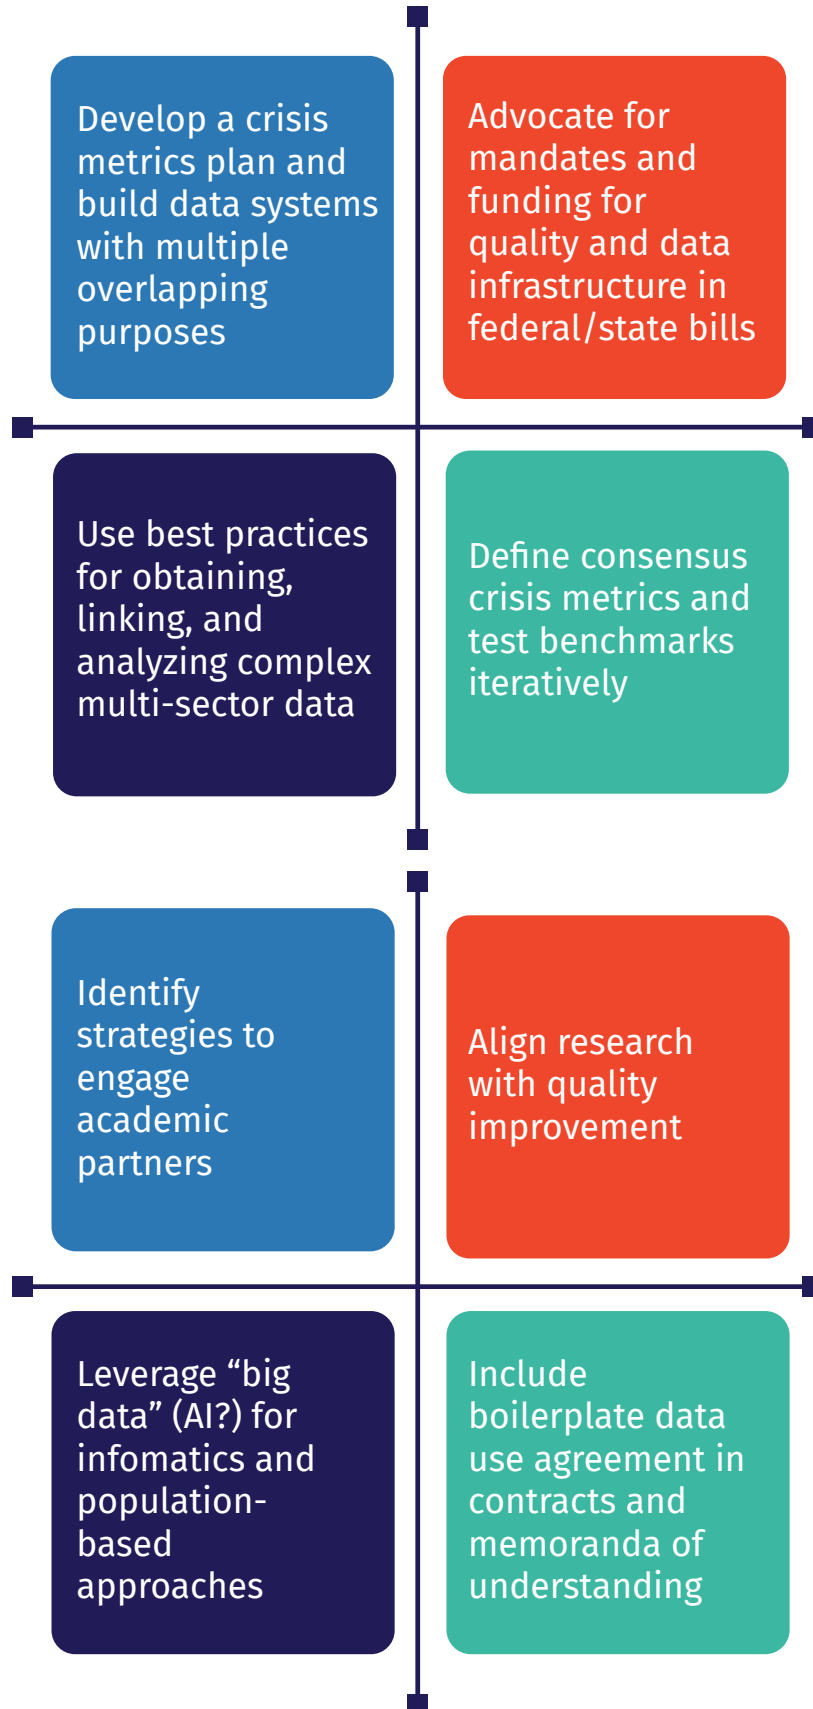 Develop a crisis
metrics plan and
build data systems
with multiple
overlapping
purposes
Advocate for
mandates and
funding for
quality and data
infrastructure in
federal/state bills
Use best practices
for obtaining,
linking, and
analyzing complex
multi-sector data
Define consensus
crisis metrics and
test benchmarks
iteratively
Identify
strategies to
engage
academic
partners
Align research
with quality
improvement
Leverage “big
data” (AI?) for
infomatics and
population-
based
approaches
Include
boilerplate data
use agreement in
contracts and
memoranda of
understanding